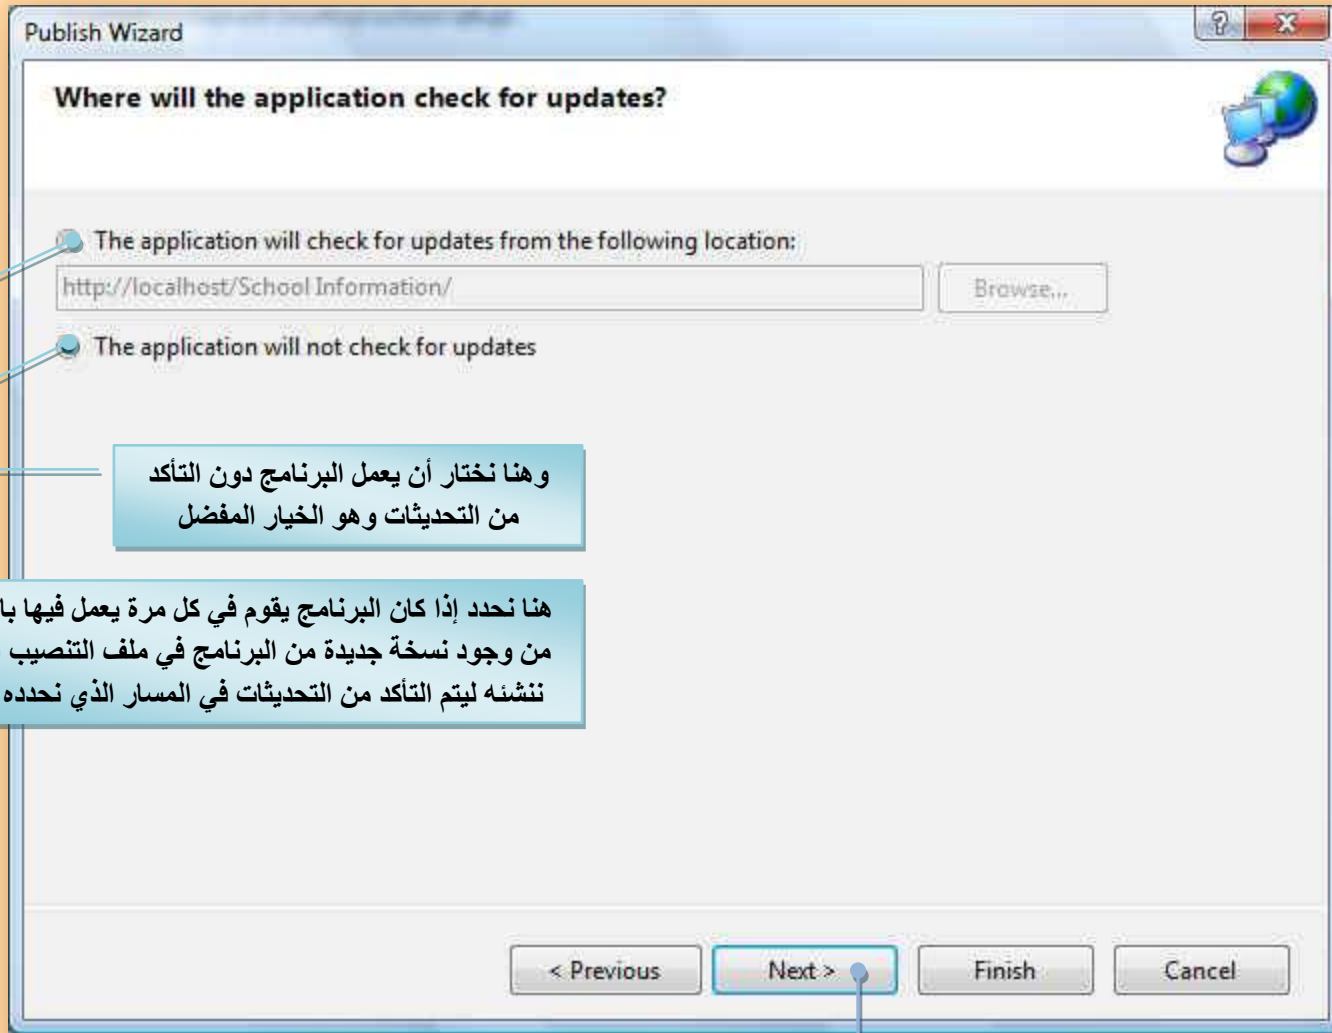 Publish Wizard
Where will the application check for updates?
The application will check for updates from the following location:
http://localhost/School Information/
Browse...
The application will not check for updates
وهنا نختار أن يعمل البرنامج دون التأكد
من التحديثات وهو الخيار المفضل
هنا نحدد إذا كان البرنامج يقوم في كل مرة يعمل فيها
من وجود نسخة جديدة من البرنامج في ملف التنصيب
ننشئه ليتم التأكد من التحديثات في المسار الذي نحدده
< Previous
Next >
Finish
Cancel